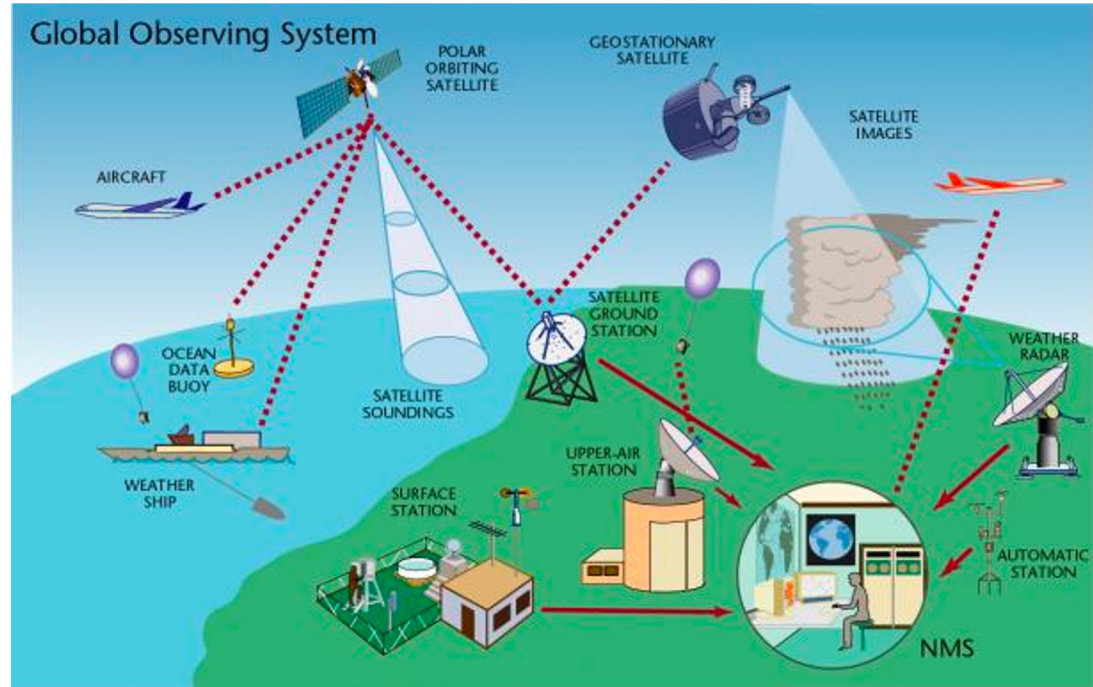 Global Observing System
POLAR
ORBITING
SATELLITE
GEOSTATIONARY
SATELLITE
SATELLITE
IMAGES
AIRCRAFT
SATELLITE
GROUND
STATION
WEATHER
RADAR
OCEAN
DATA
BUOY
SATELLITE
SOUNDINGS
UPPER-AIR
STATION
WEATHER
SHIP
SURFACE
STATION
AUTOMATIC
STATION
NMS